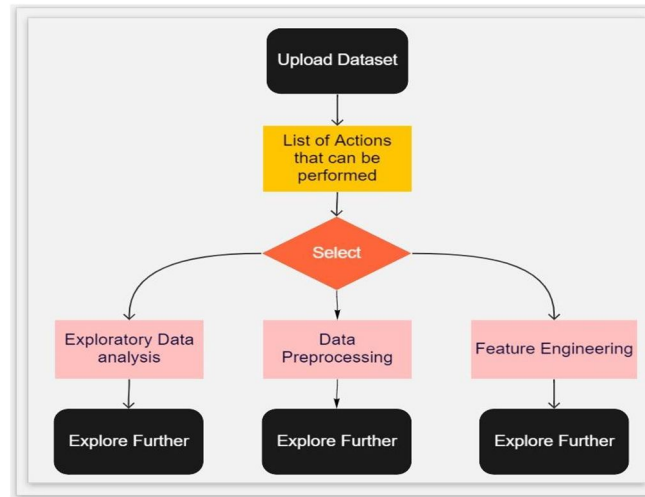 Upload Dataset
List of Actions
that can be
performed
Select
Exploratory Data
analysis
Data
Preprocessing
Feature Engineering
Explore Further
Explore Further
Explore Further